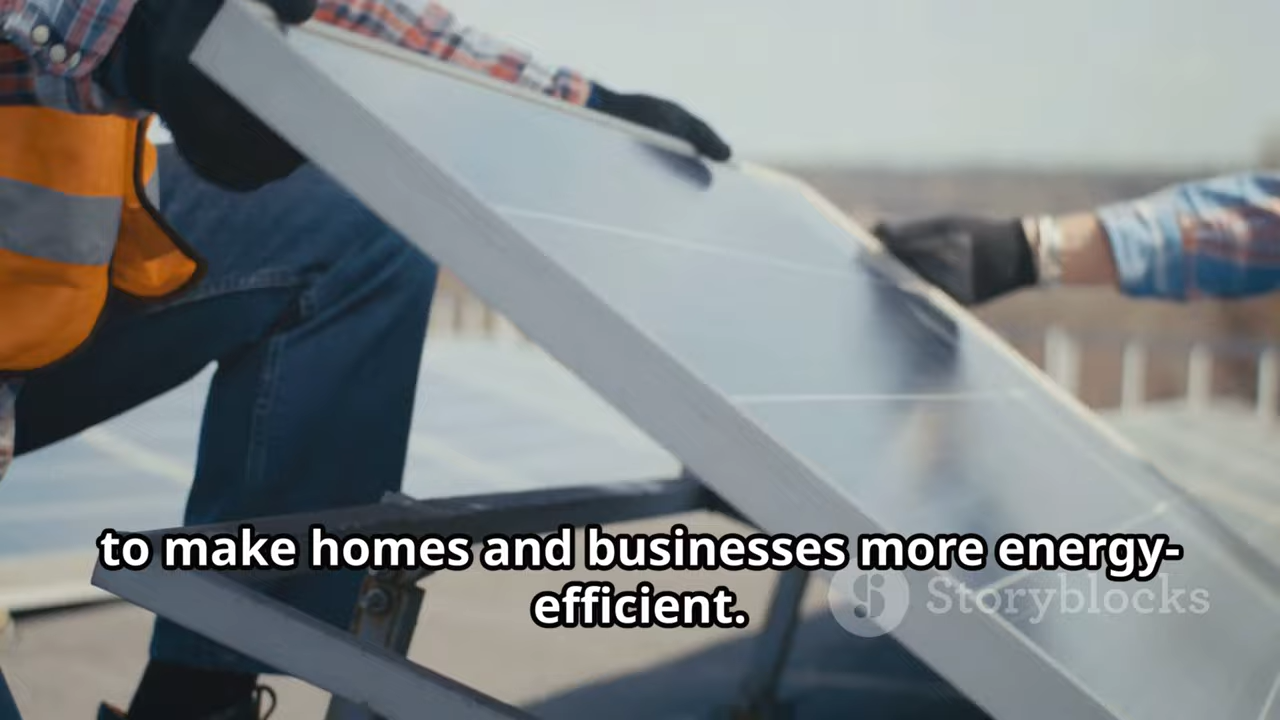 to make homes and businesses more energy-
efficient.
Storyblocks